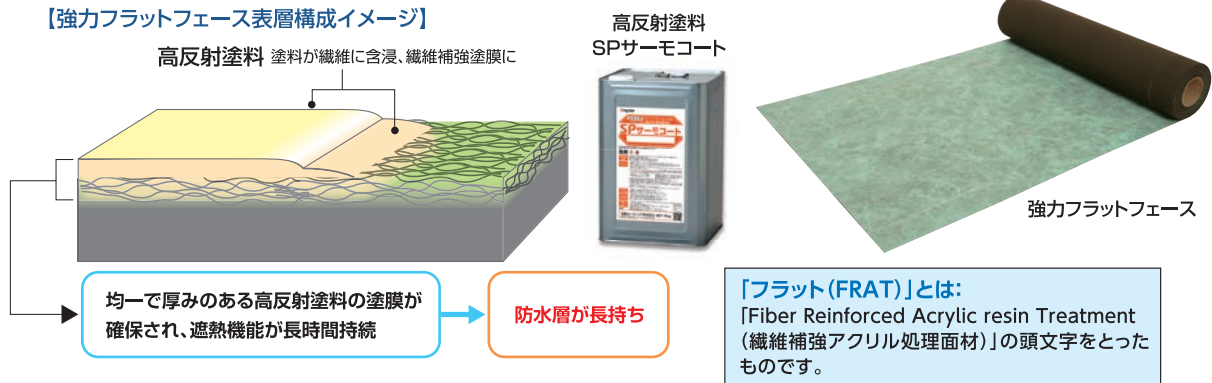 【強力フラットフェース表層構成イメージ】
高反射塗料 塗料が繊維に含浸、繊維補強塗膜に
高反射塗料
SPサーモコート
SPサーモコート
強力フラットフェース
均一で厚みのある高反射塗料の塗膜が
確保され、遮熱機能が長時間持続
防水層が長持ち
「フラット(FRAT)」とは:
「Fiber Reinforced Acrylic resin Treatment
(繊維補強アクリル処理面材)」の頭文字をとった
ものです。